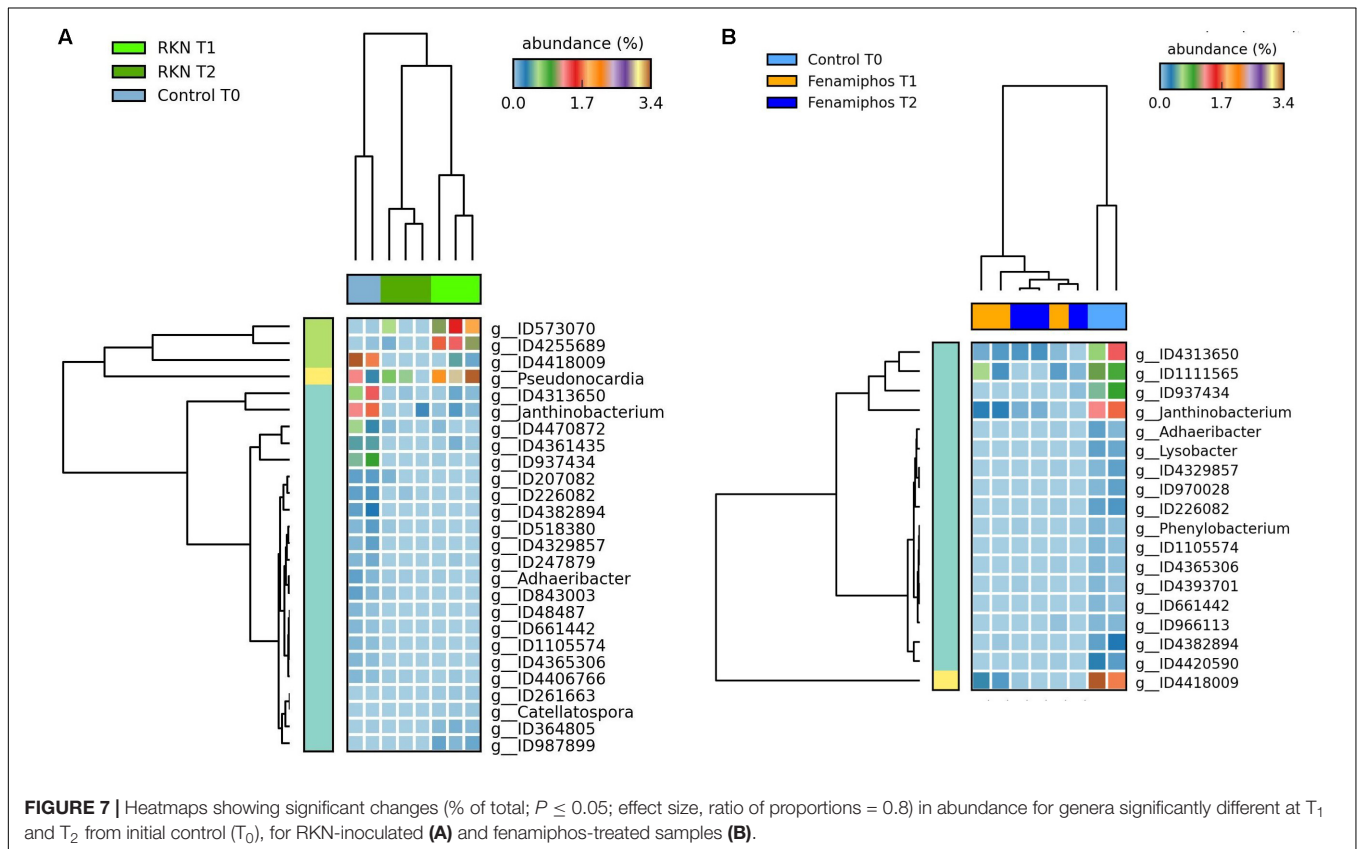 A
RKN T1
RKN T2
Control T0
abundance (%)
0.0 1.7 3.4
g__ID573070
g__ID4255689
g__ID4418009
g__Pseudonocardia
g__ID4313650
g__Janthinobacterium
g__ID4470872
g__ID4361435
g__ID937434
g__ID207082
g__ID226082
g__ID4382894
g__ID518380
g__ID4329857
g__ID247879
g__Adhaeribacter
g__ID843003
g__ID48487
g__ID661442
g__ID1105574
g__ID4365306
g__ID4406766
g__ID261663
g__Catellatospora
g__ID364805
g__ID987899
B
Control T0
Fenamiphos T1
Fenamiphos T2
abundance (%)
0.0 1.7 3.4
g__ID4313650
g__ID1111565
g__ID937434
g__Janthinobacterium
g__Adhaeribacter
g__Lysobacter
g__ID4329857
g__ID970028
g__ID226082
g__Phenylobacterium
g__ID1105574
g__ID4365306
g__ID4393701
g__ID661442
g__ID966113
g__ID4382894
g__ID4420590
g__ID4418009
FIGURE 7 | Heatmaps showing significant changes (% of total; P ≤ 0.05; effect size, ratio of proportions = 0.8) in abundance for genera significantly different at T1
and T2 from initial control (T0), for RKN-inoculated (A) and fenamiphos-treated samples (B).